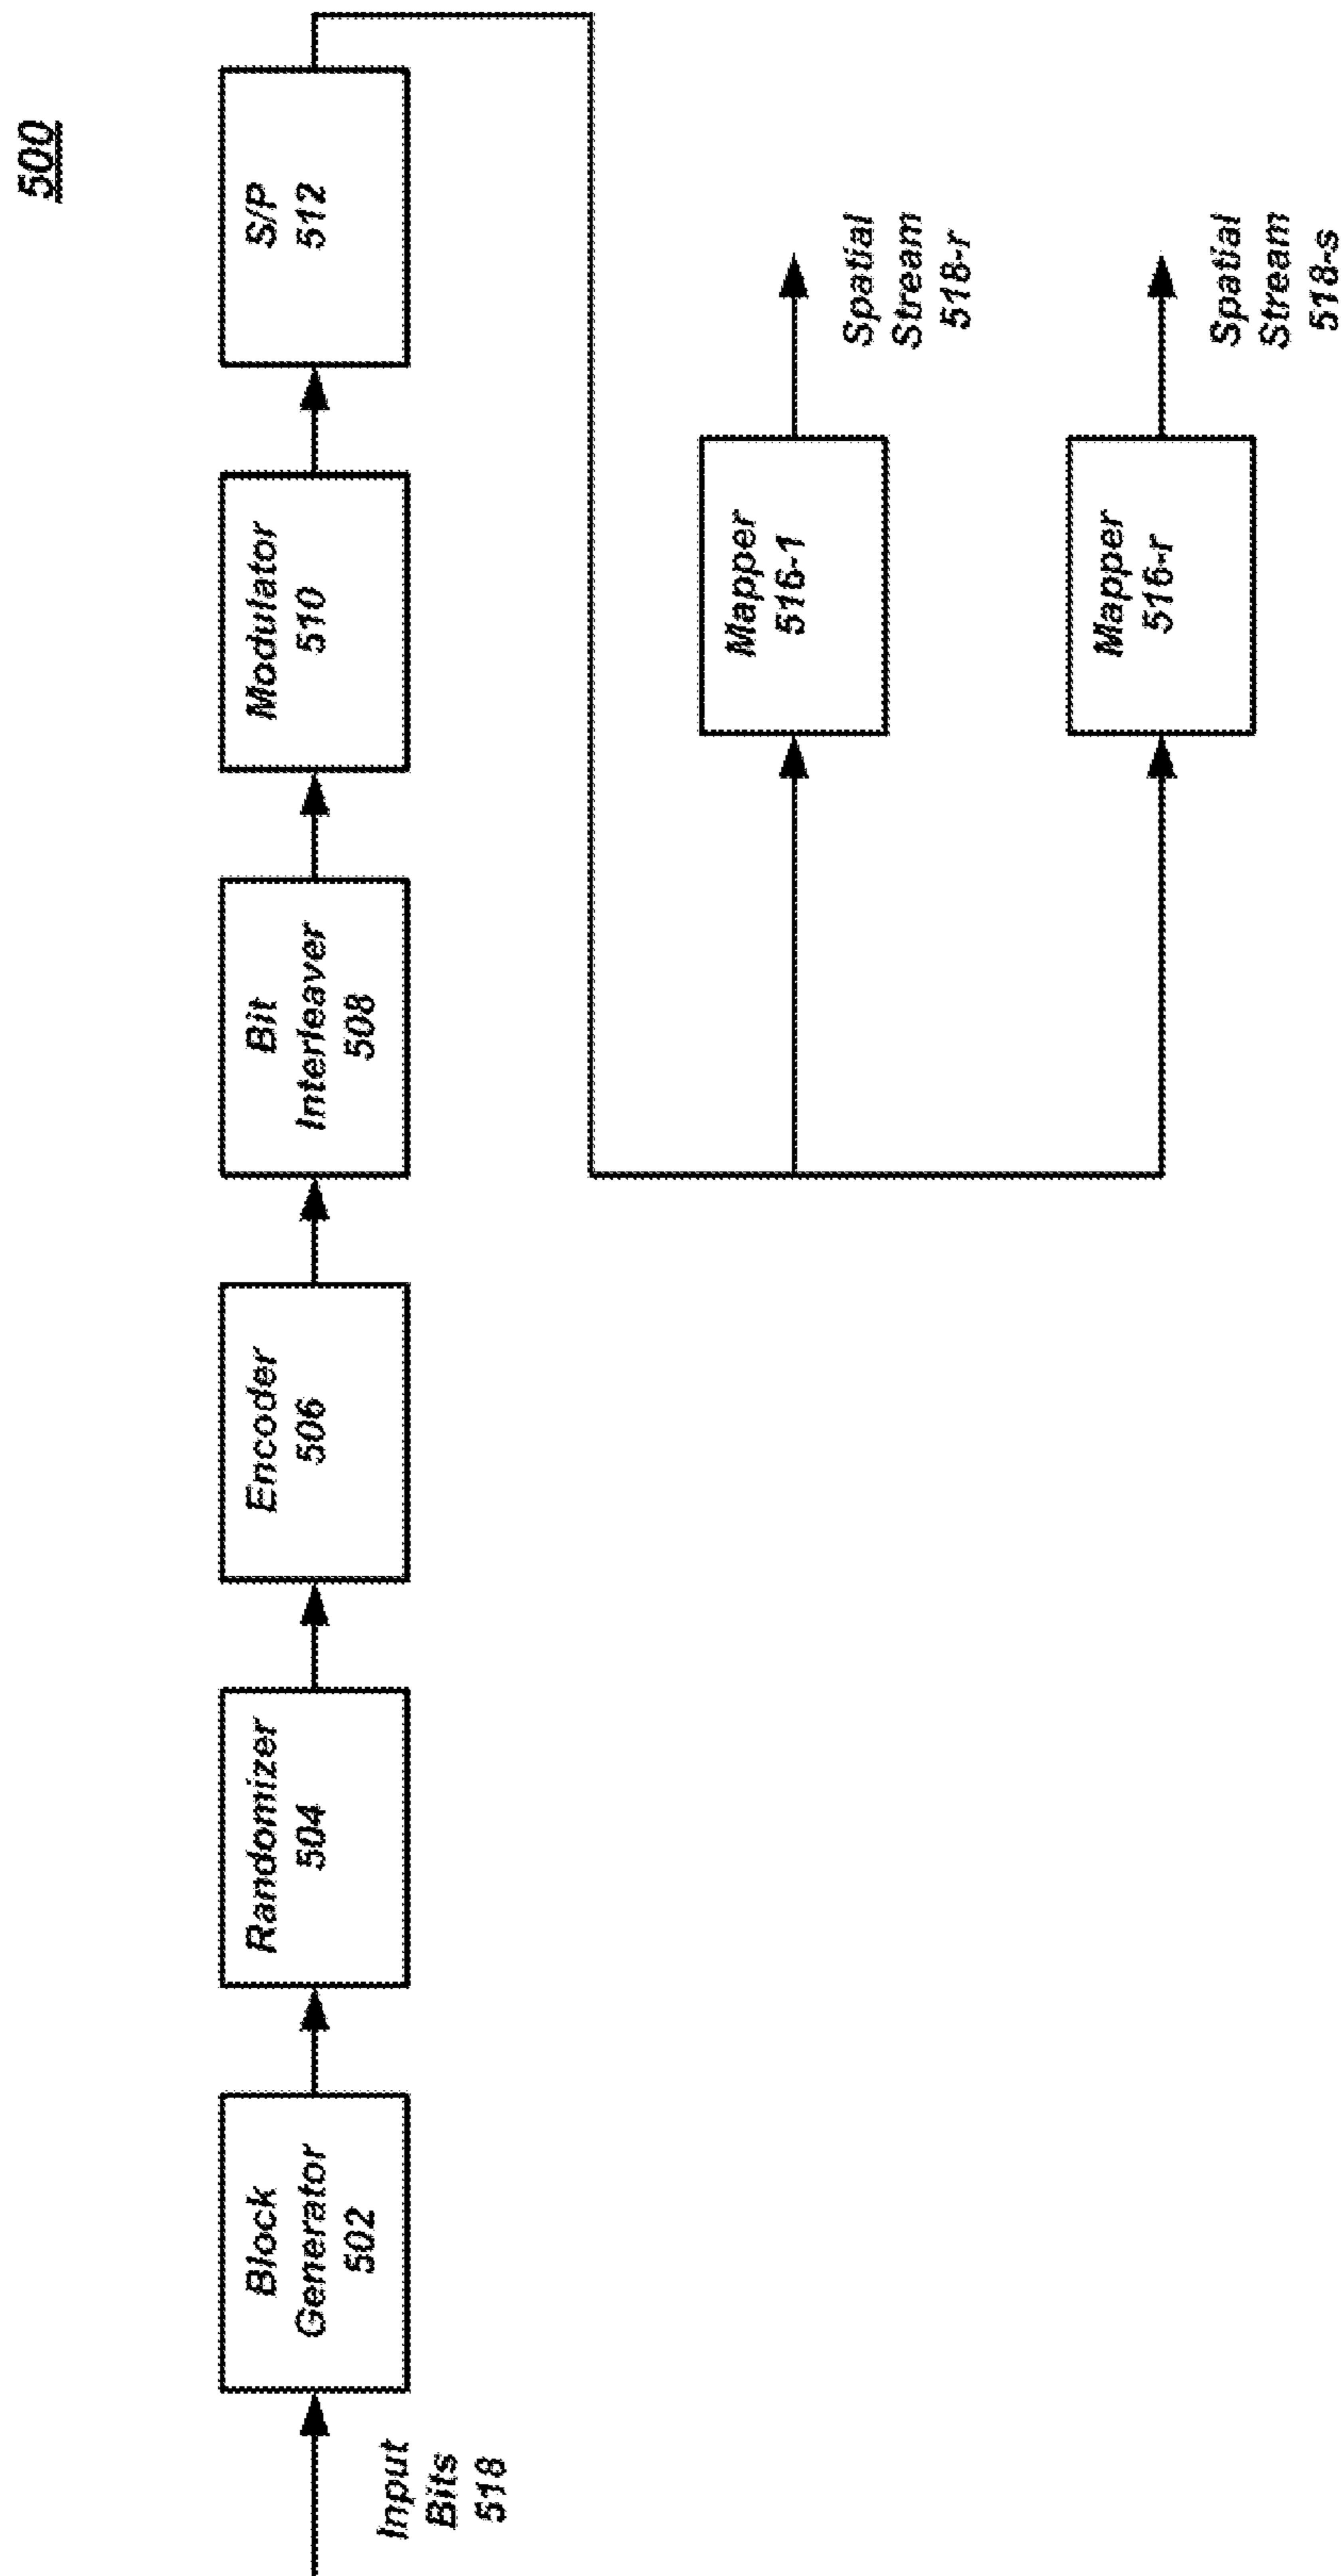 500
Input
Bits
518
Block
Generator
502
Randomizer
504
Encoder
506
Bit
Interleaver
508
Modulator
510
S/P
512
Mapper
516-1
Spatial
Stream
518-r
Mapper
516-r
Spatial
Stream
518-s